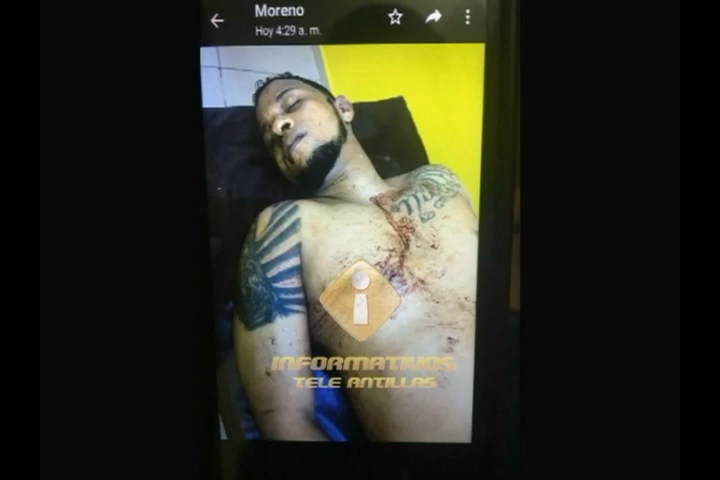 Moreno
Hoy 4:29 a. m.
i
INFORMATIVOS
TELE ANTILLAS